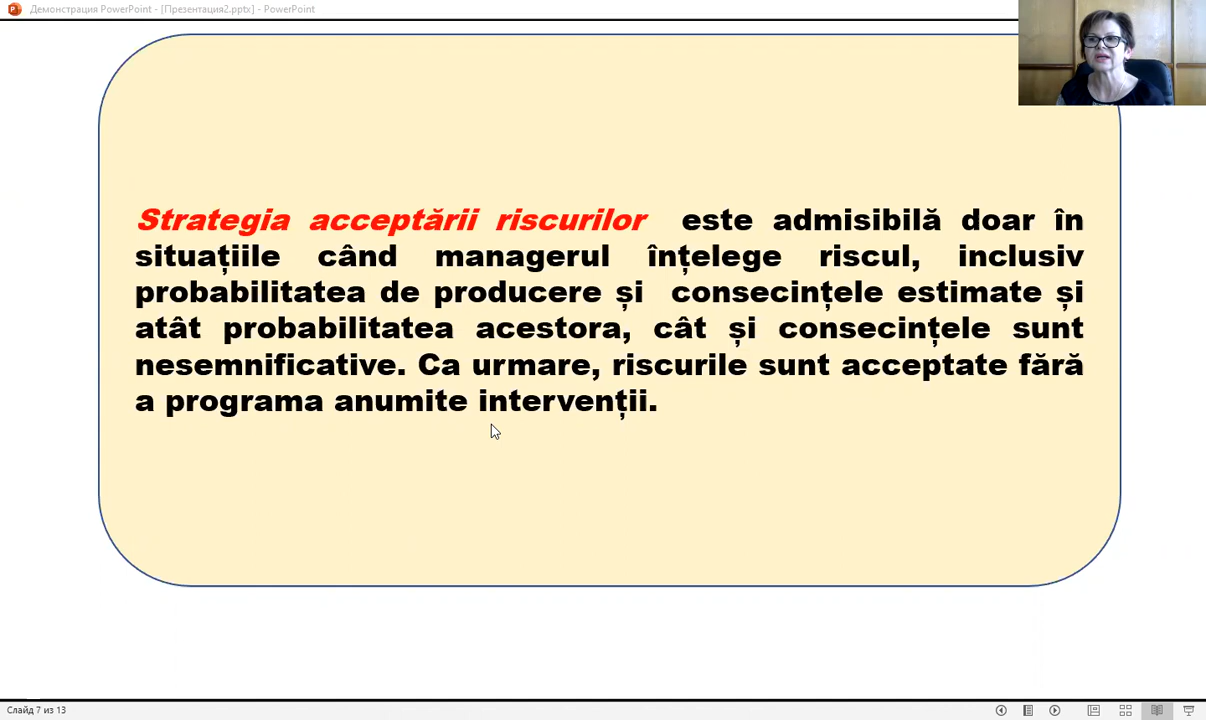 Демонстрация PowerPoint - [Презентация2.pptx] - PowerPoint
Strategia acceptării riscurilor este admisibilă doar în
situațiile când managerul înțelege riscul, inclusiv
probabilitatea de producere și consecințele estimate și
atât probabilitatea acestora, cât și consecințele sunt
nesemnificative. Ca urmare, riscurile sunt acceptate fără
a programa anumite intervenții.
Слайд 7 из 13